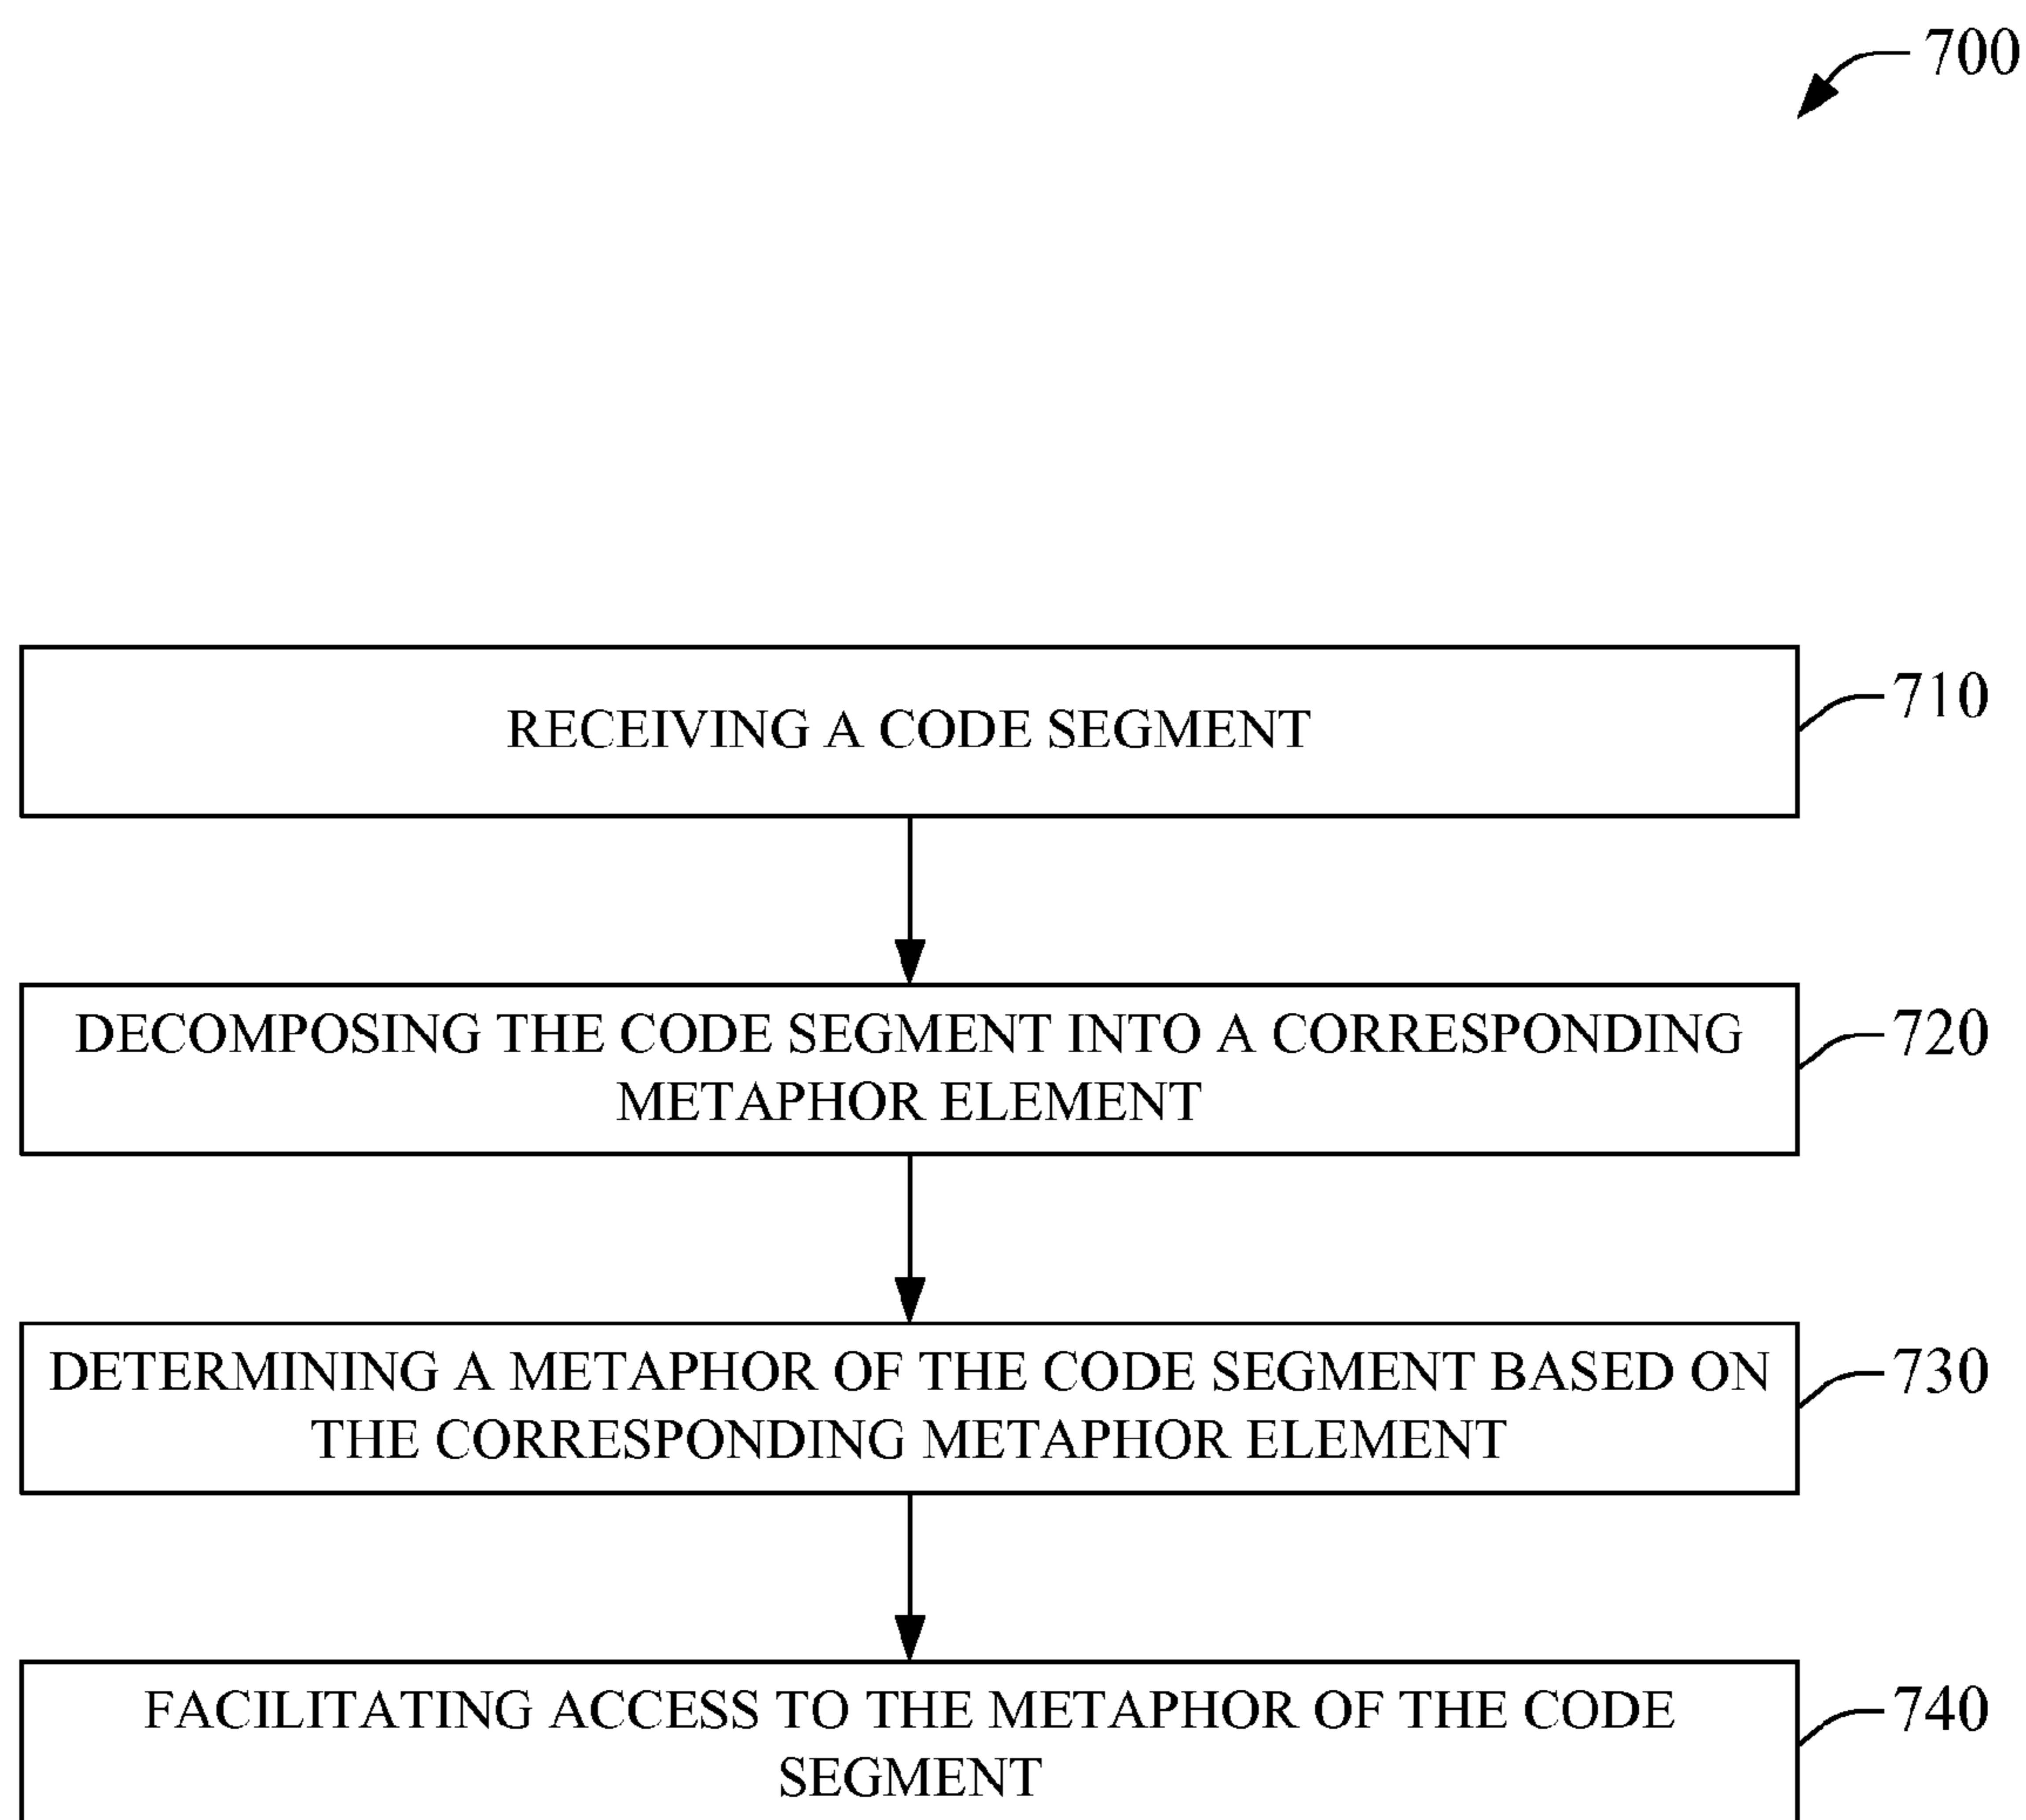 700
RECEIVING A CODE SEGMENT
710
DECOMPOSING THE CODE SEGMENT INTO A CORRESPONDING
METAPHOR ELEMENT
720
DETERMINING A METAPHOR OF THE CODE SEGMENT BASED ON
THE CORRESPONDING METAPHOR ELEMENT
730
FACILITATING ACCESS TO THE METAPHOR OF THE CODE
SEGMENT
740